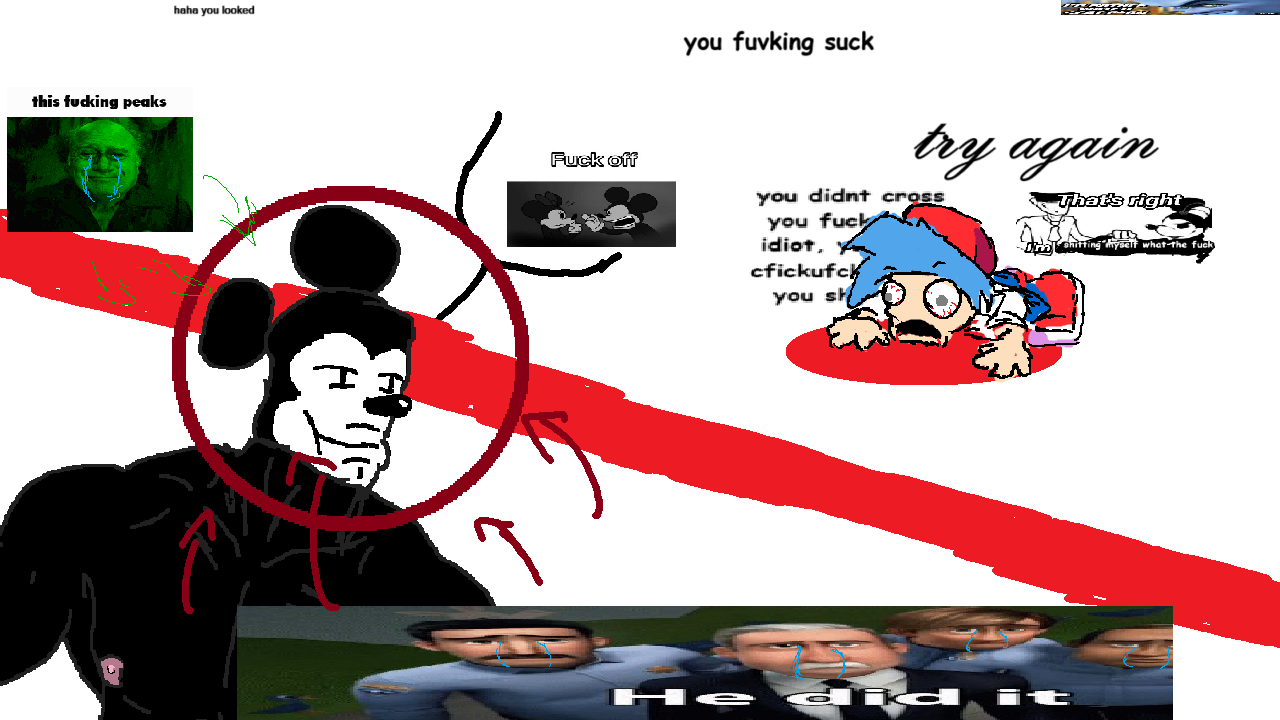 haha you looked
you fuvking suck
this fucking peaks
Fuck off
try again
you didnt cross
you fuck
idiot, y
cfickufck
you sh
That's right
I'm shitting myself what the fuck
He did it